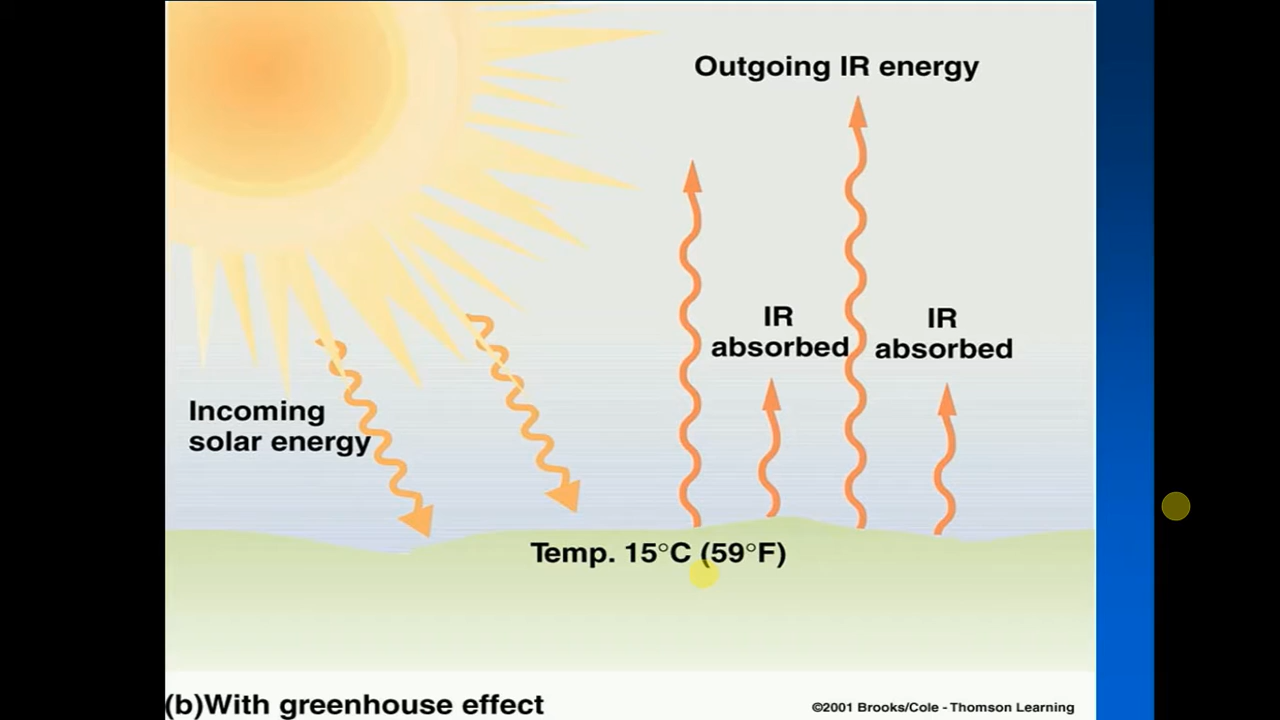 Outgoing IR energy
IR
absorbed
IR
absorbed
Incoming
solar energy
Temp. 15°C (59°F)
(b)With greenhouse effect
©2001 Brooks/Cole - Thomson Learning